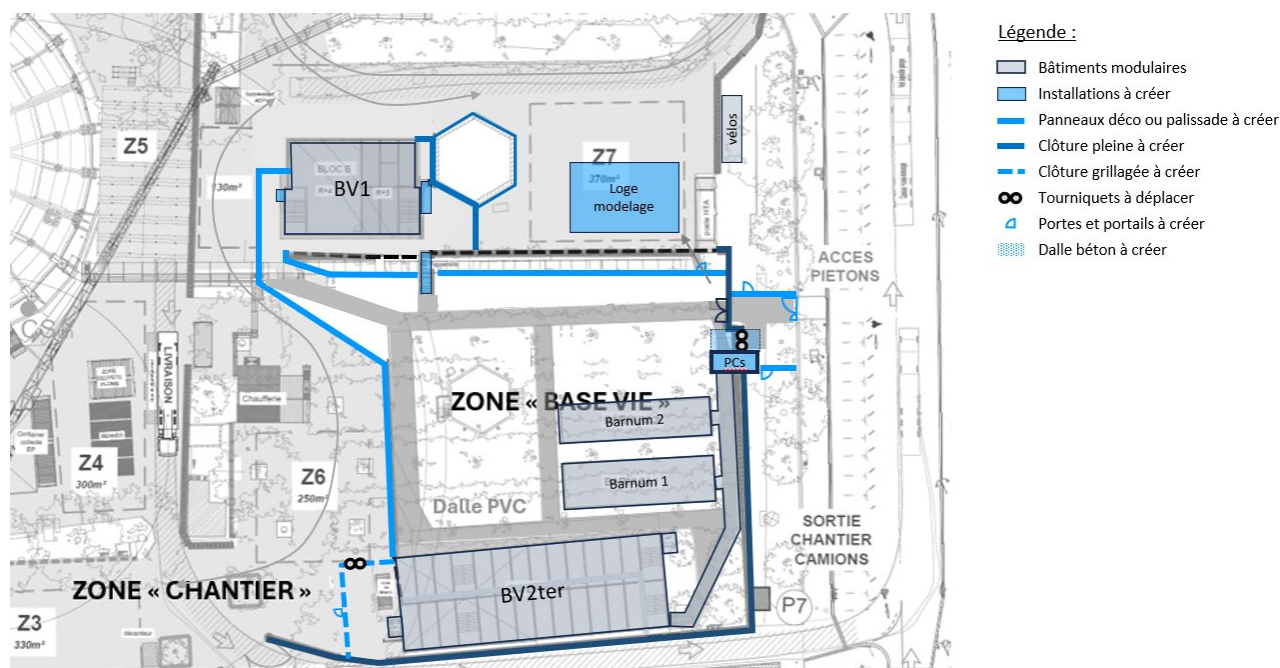 Légende :
Bâtiments modulaires
Installations à créer
Panneaux déco ou palissade à créer
Clôture pleine à créer
Clôture grillagée à créer
Tourniquets à déplacer
Portes et portails à créer
Dalle béton à créer
Z5
130m²
BLOC B
BV1
Z7
370m²
Loge
modelage
vélos
poste HTA
ACCES
PIETONS
LIVRAISON
Chaufferie
PCs
ZONE « BASE VIE »
Barnum 2
Barnum 1
Z4
300m²
Z6
250m²
Dalle PVC
SORTIE
CHANTIER
CAMIONS
ZONE « CHANTIER »
BV2ter
P7
Z3
330m²